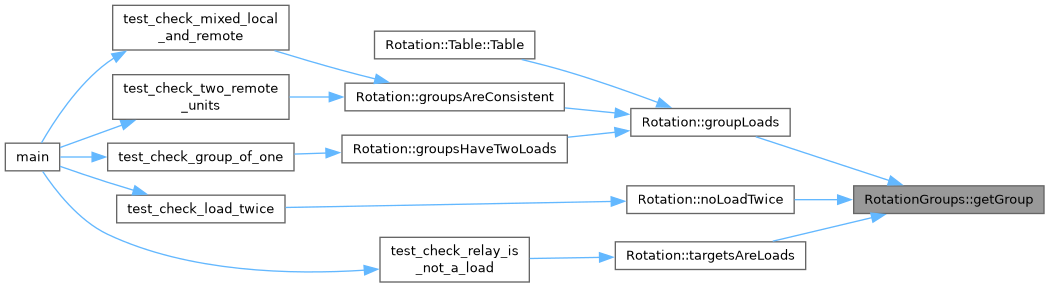 test_check_mixed_local
_and_remote
Rotation::Table::Table
test_check_two_remote
_units
Rotation::groupsAreConsistent
Rotation::groupLoads
main
test_check_group_of_one
Rotation::groupsHaveTwoLoads
test_check_load_twice
Rotation::noLoadTwice
RotationGroups::getGroup
test_check_relay_is
_not_a_load
Rotation::targetsAreLoads